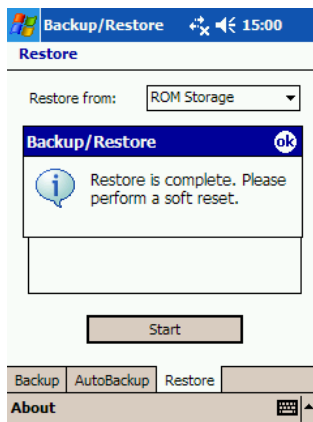 Backup/Restore 15:00
Restore
Restore from: ROM Storage
Backup/Restore ok
Restore is complete. Please
perform a soft reset.
Start
Backup AutoBackup Restore
About